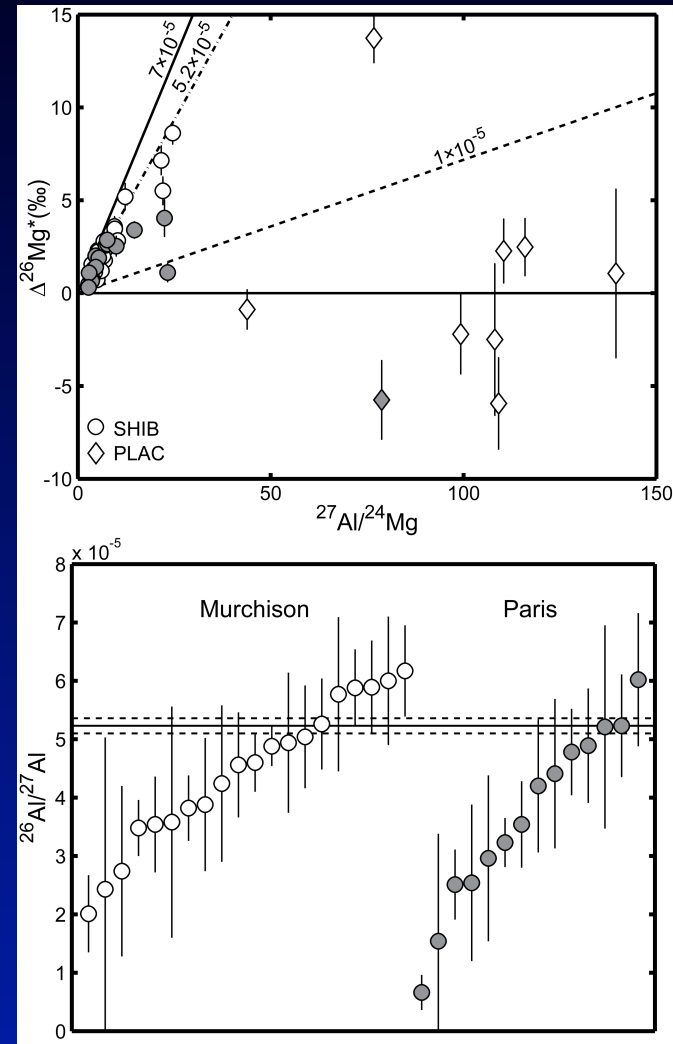 15
10
5
0
-5
-10
Δ²⁶Mg*(‰)
7×10⁻⁵
5.2×10⁻⁵
1×10⁻⁵
SHIB
PLAC
0 50 100 150
²⁷Al/²⁴Mg
x 10⁻⁵
8
7
6
5
4
3
2
1
0
²⁶Al/²⁷Al
Murchison Paris